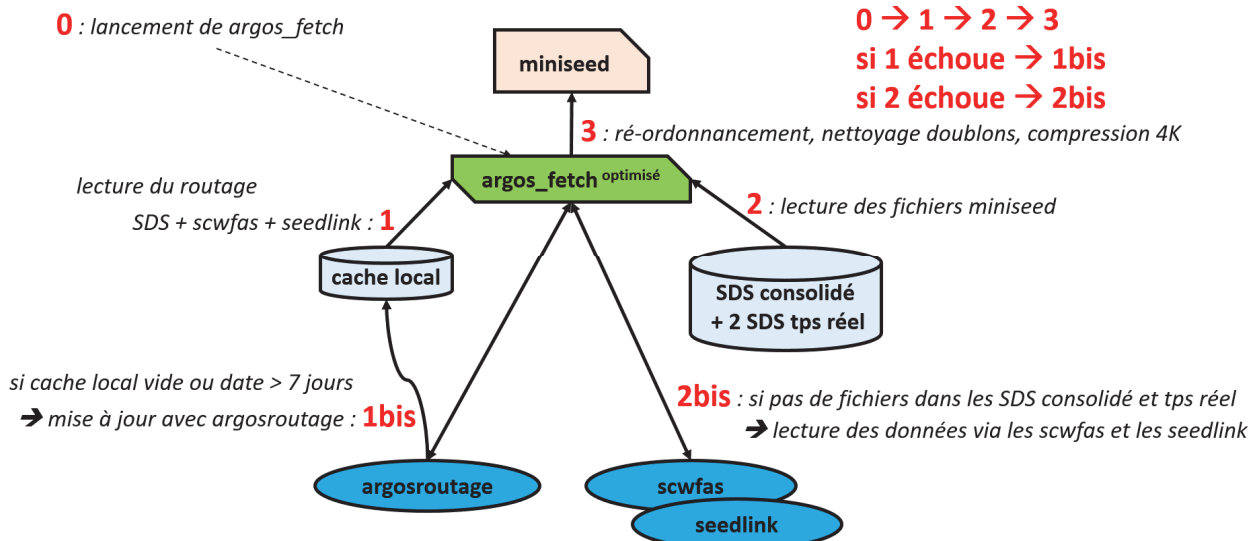 0 : lancement de argos_fetch
0 → 1 → 2 → 3
si 1 échoue → 1bis
si 2 échoue → 2bis
miniseed
3 : ré-ordonnancement, nettoyage doublons, compression 4K
argos_fetch optimisé
lecture du routage
SDS + scwfas + seedlink : 1
2 : lecture des fichiers miniseed
cache local
SDS consolidé
+ 2 SDS tps réel
si cache local vide ou date > 7 jours
➔ mise à jour avec argosroutage : 1bis
2bis : si pas de fichiers dans les SDS consolidé et tps réel
➔ lecture des données via les scwfas et les seedlink
argosroutage
scwfas
seedlink